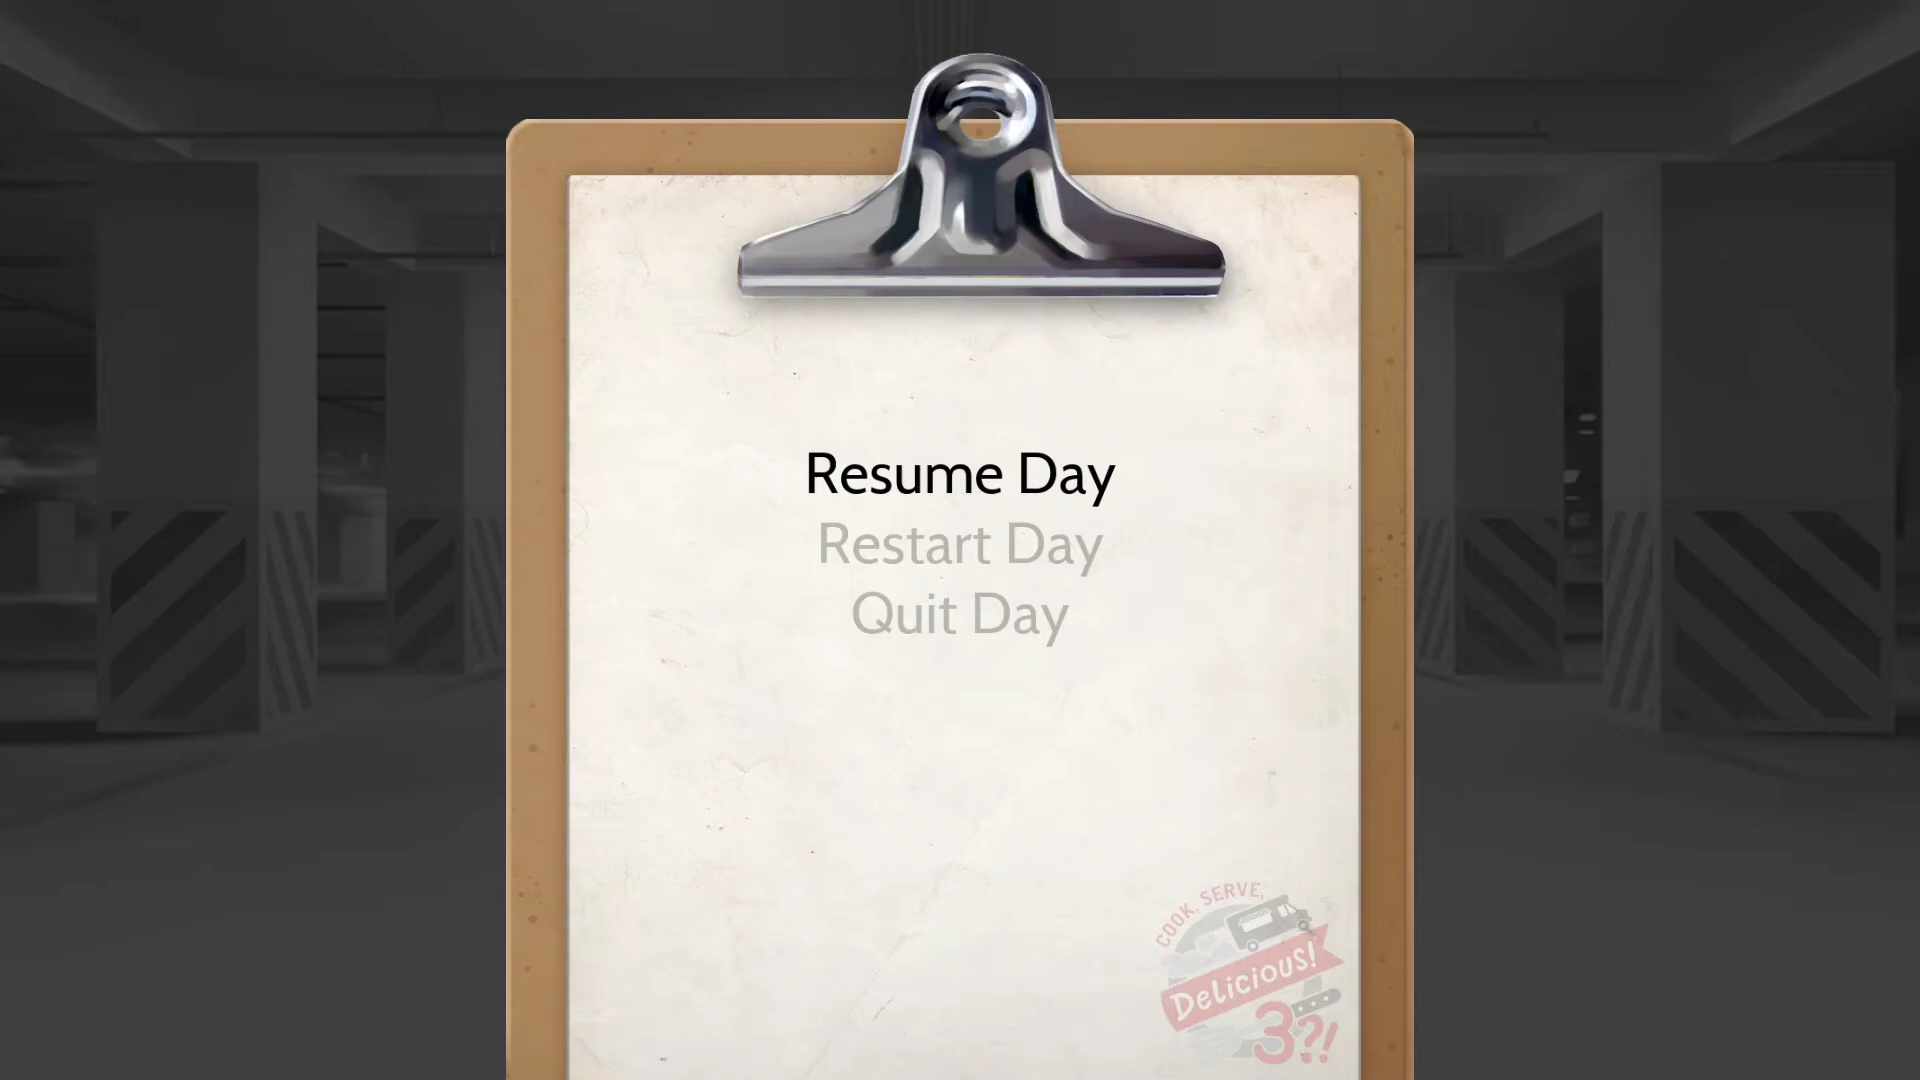 Resume Day
Restart Day
Quit Day
COOK, SERVE,
Delicious!
3?!